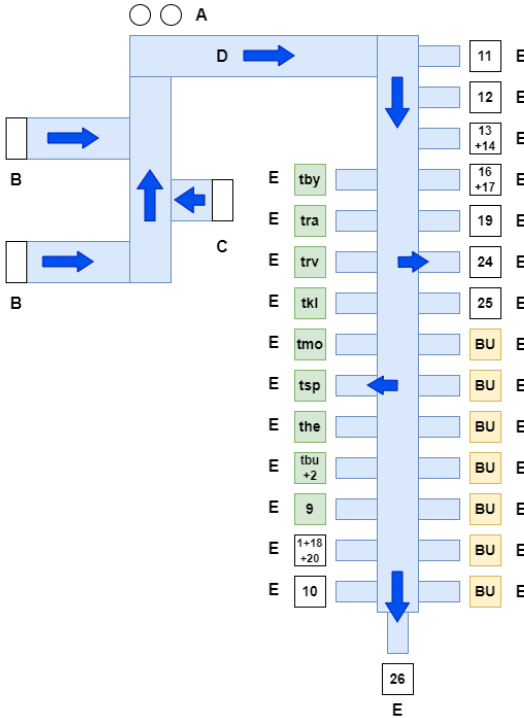 A
D
11 E
12 E
13
+14 E
B
E tby
16
+17 E
E tra
19 E
C
E trv
24 E
B
E tkl
25 E
E tmo
BU E
E tsp
BU E
E the
BU E
E tbu
+2
BU E
E 9
BU E
E 1+18
+20
BU E
E 10
BU E
26
E